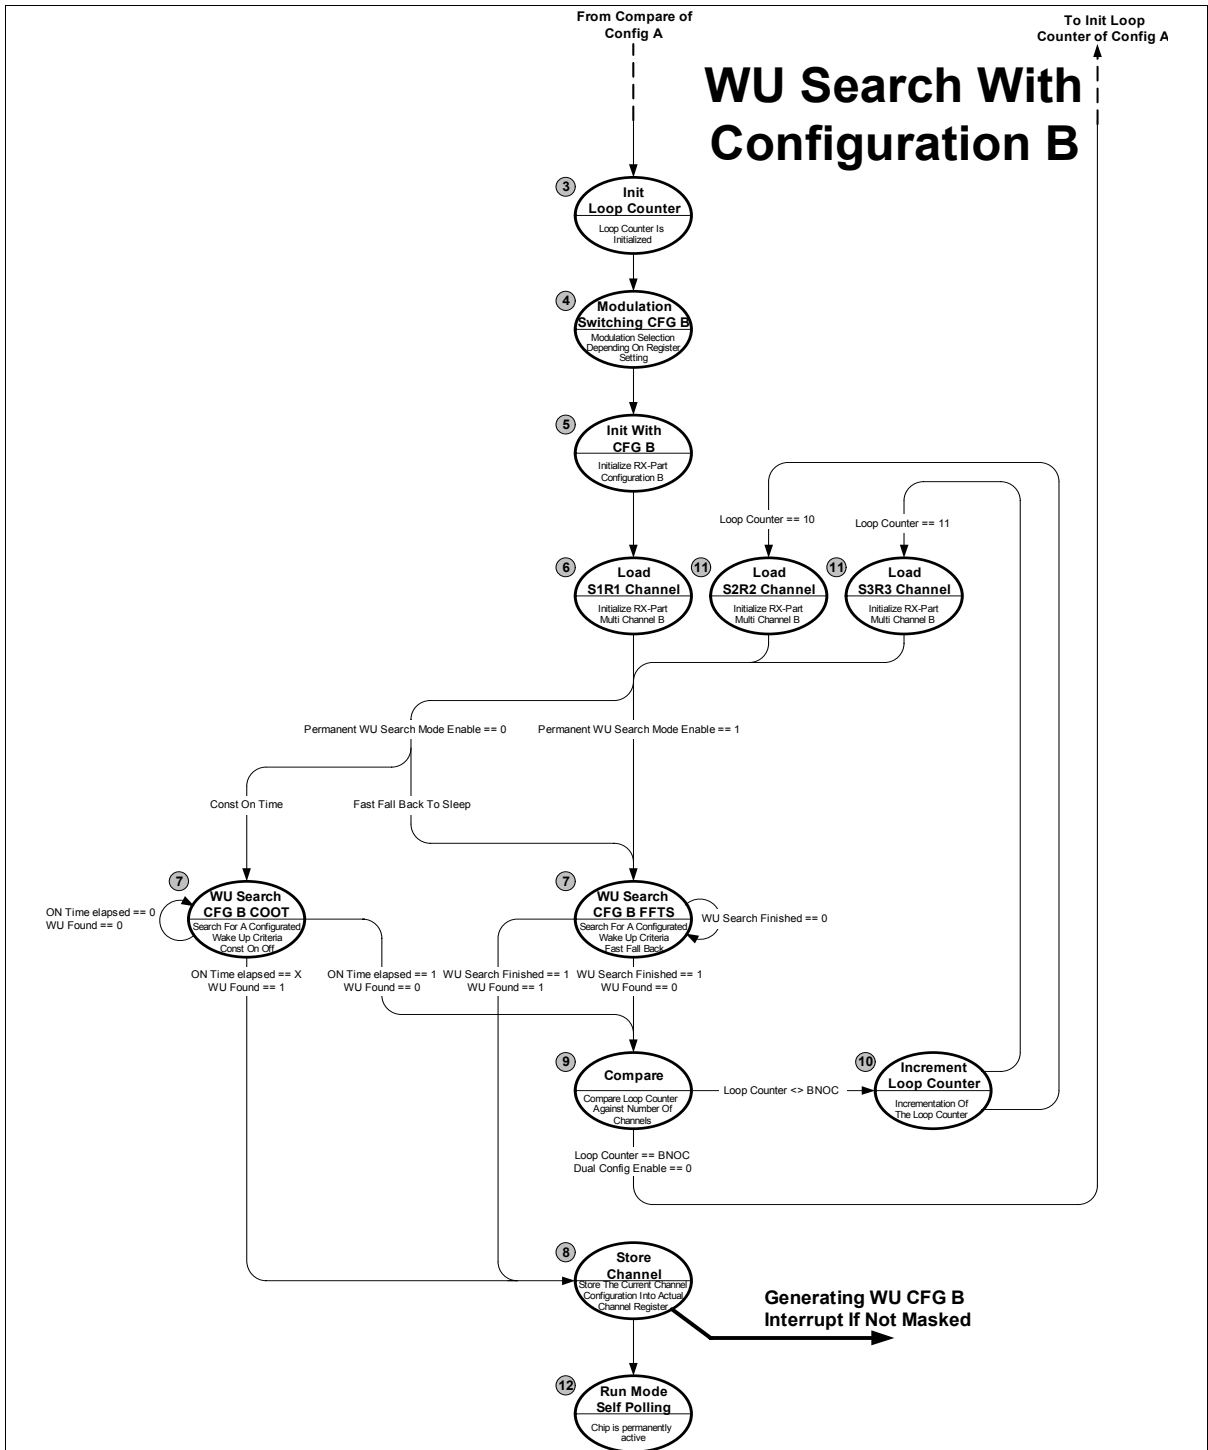 From Compare of
Config A
To Init Loop
Counter of Config A
WU Search With
Configuration B
3
Init
Loop Counter
Loop Counter Is
Initialized
4
Modulation
Switching CFG B
Modulation Selection
Depending On Register
Setting
5
Init With
CFG B
Initialize RX-Part
Configuration B
Loop Counter == 10
Loop Counter == 11
6
Load
S1R1 Channel
Initialize RX-Part
Multi Channel B
11
Load
S2R2 Channel
Initialize RX-Part
Multi Channel B
11
Load
S3R3 Channel
Initialize RX-Part
Multi Channel B
Permanent WU Search Mode Enable == 0
Permanent WU Search Mode Enable == 1
Const On Time
Fast Fall Back To Sleep
7
WU Search
CFG B COOT
Search For A Configurated
Wake Up Criteria
Const On Off
ON Time elapsed == 0
WU Found == 0
7
WU Search
CFG B FFTS
Search For A Configurated
Wake Up Criteria
Fast Fall Back
WU Search Finished == 0
ON Time elapsed == X
WU Found == 1
ON Time elapsed == 1
WU Found == 0
WU Search Finished == 1
WU Found == 1
WU Search Finished == 1
WU Found == 0
9
Compare
Compare Loop Counter
Against Number Of
Channels
Loop Counter <> BNOC
10
Increment
Loop Counter
Incrementation Of
The Loop Counter
Loop Counter == BNOC
Dual Config Enable == 0
8
Store
Channel
Store The Current Channel
Configuration Into Actual
Channel Register
Generating WU CFG B
Interrupt If Not Masked
12
Run Mode
Self Polling
Chip is permanently
active